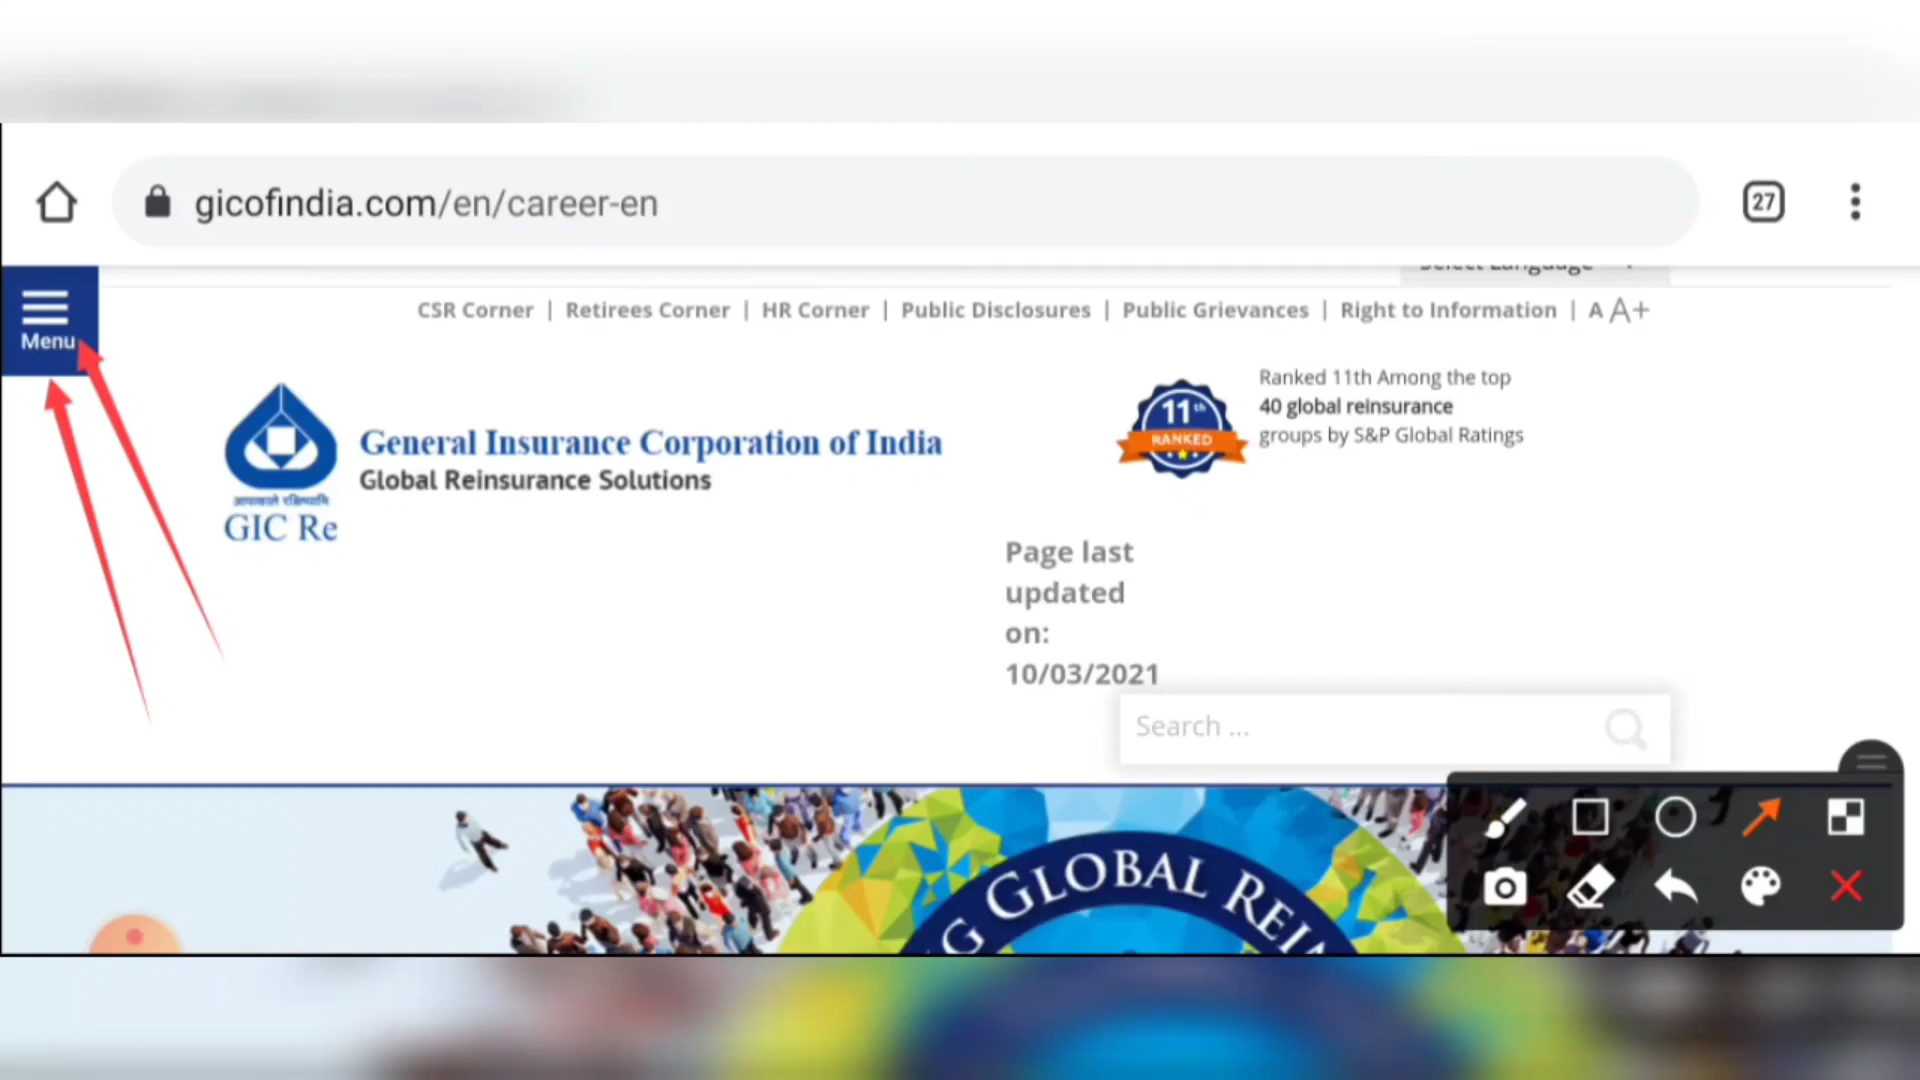 gicofindia.com/en/career-en
27
Select Language
Menu
CSR Corner | Retirees Corner | HR Corner | Public Disclosures | Public Grievances | Right to Information | A A+
GIC Re
General Insurance Corporation of India
Global Reinsurance Solutions
11th
RANKED
Ranked 11th Among the top
40 global reinsurance
groups by S&P Global Ratings
Page last
updated
on:
10/03/2021
Search ...
GLOBAL